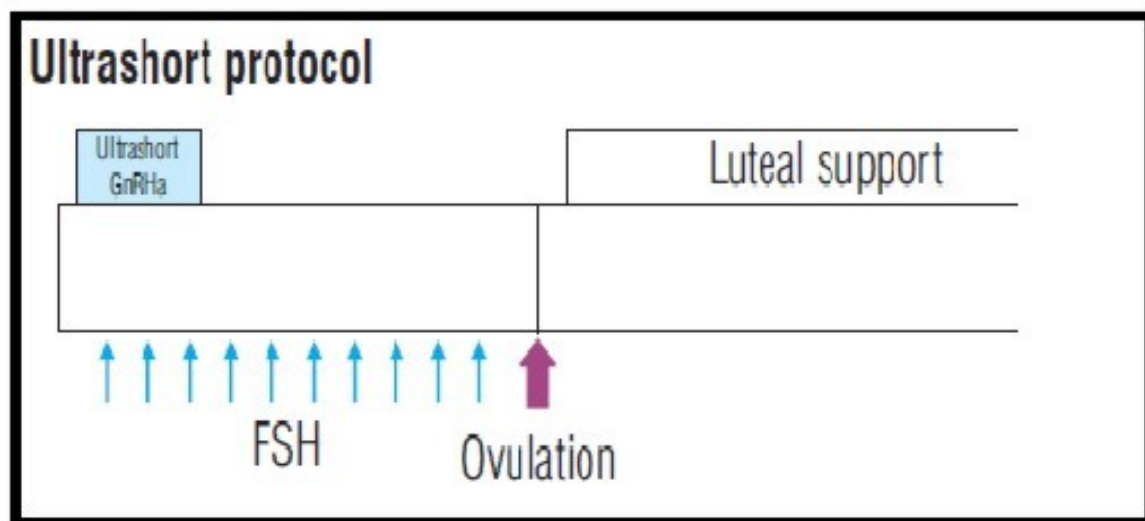 Ultrashort protocol
Ultrashort
GnRHa
Luteal support
FSH
Ovulation